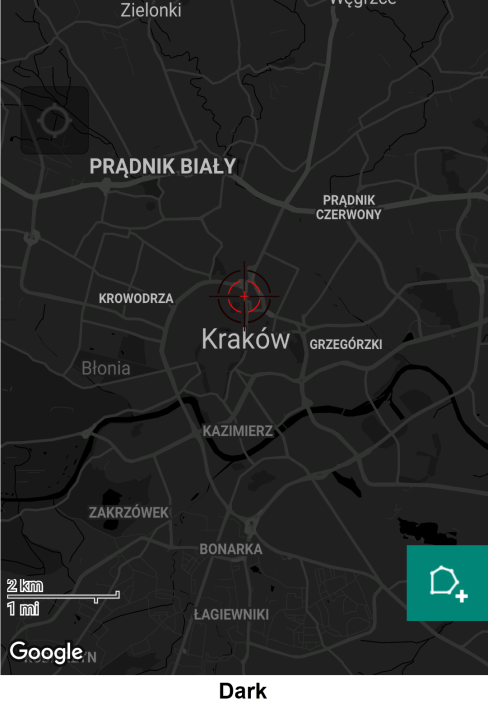 Zielonki
Węgrzce
PRĄDNIK BIAŁY
PRĄDNIK
CZERWONY
KROWODRZA
Kraków
GRZEGÓRZKI
Błonia
KAZIMIERZ
ZAKRZÓWEK
BONARKA
2 km
1 mi
ŁAGIEWNIKI
Google
Dark